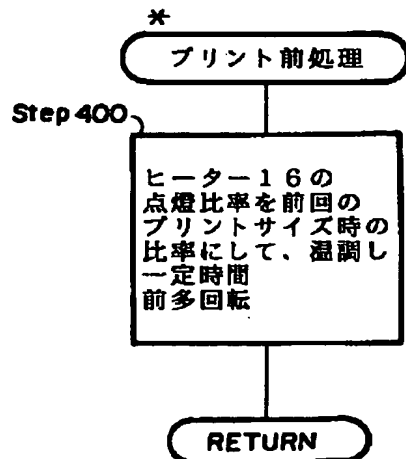 *
プリント前処理
Step 400
ヒーター16の
点燈比率を前回の
プリントサイズ時の
比率にして、温調し
一定時間
前多回転
RETURN